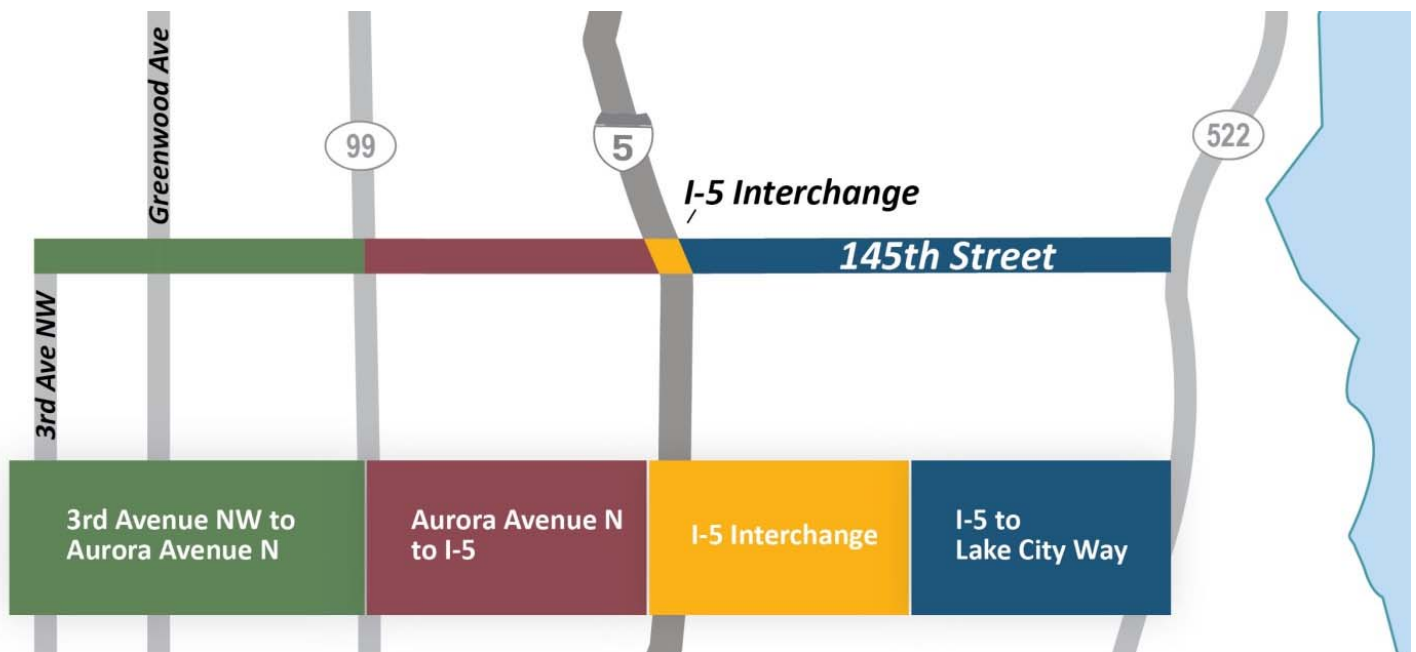 Greenwood Ave
99
5
522
I-5 Interchange
145th Street
3rd Ave NW
3rd Avenue NW to
Aurora Avenue N
Aurora Avenue N
to I-5
I-5 Interchange
I-5 to
Lake City Way